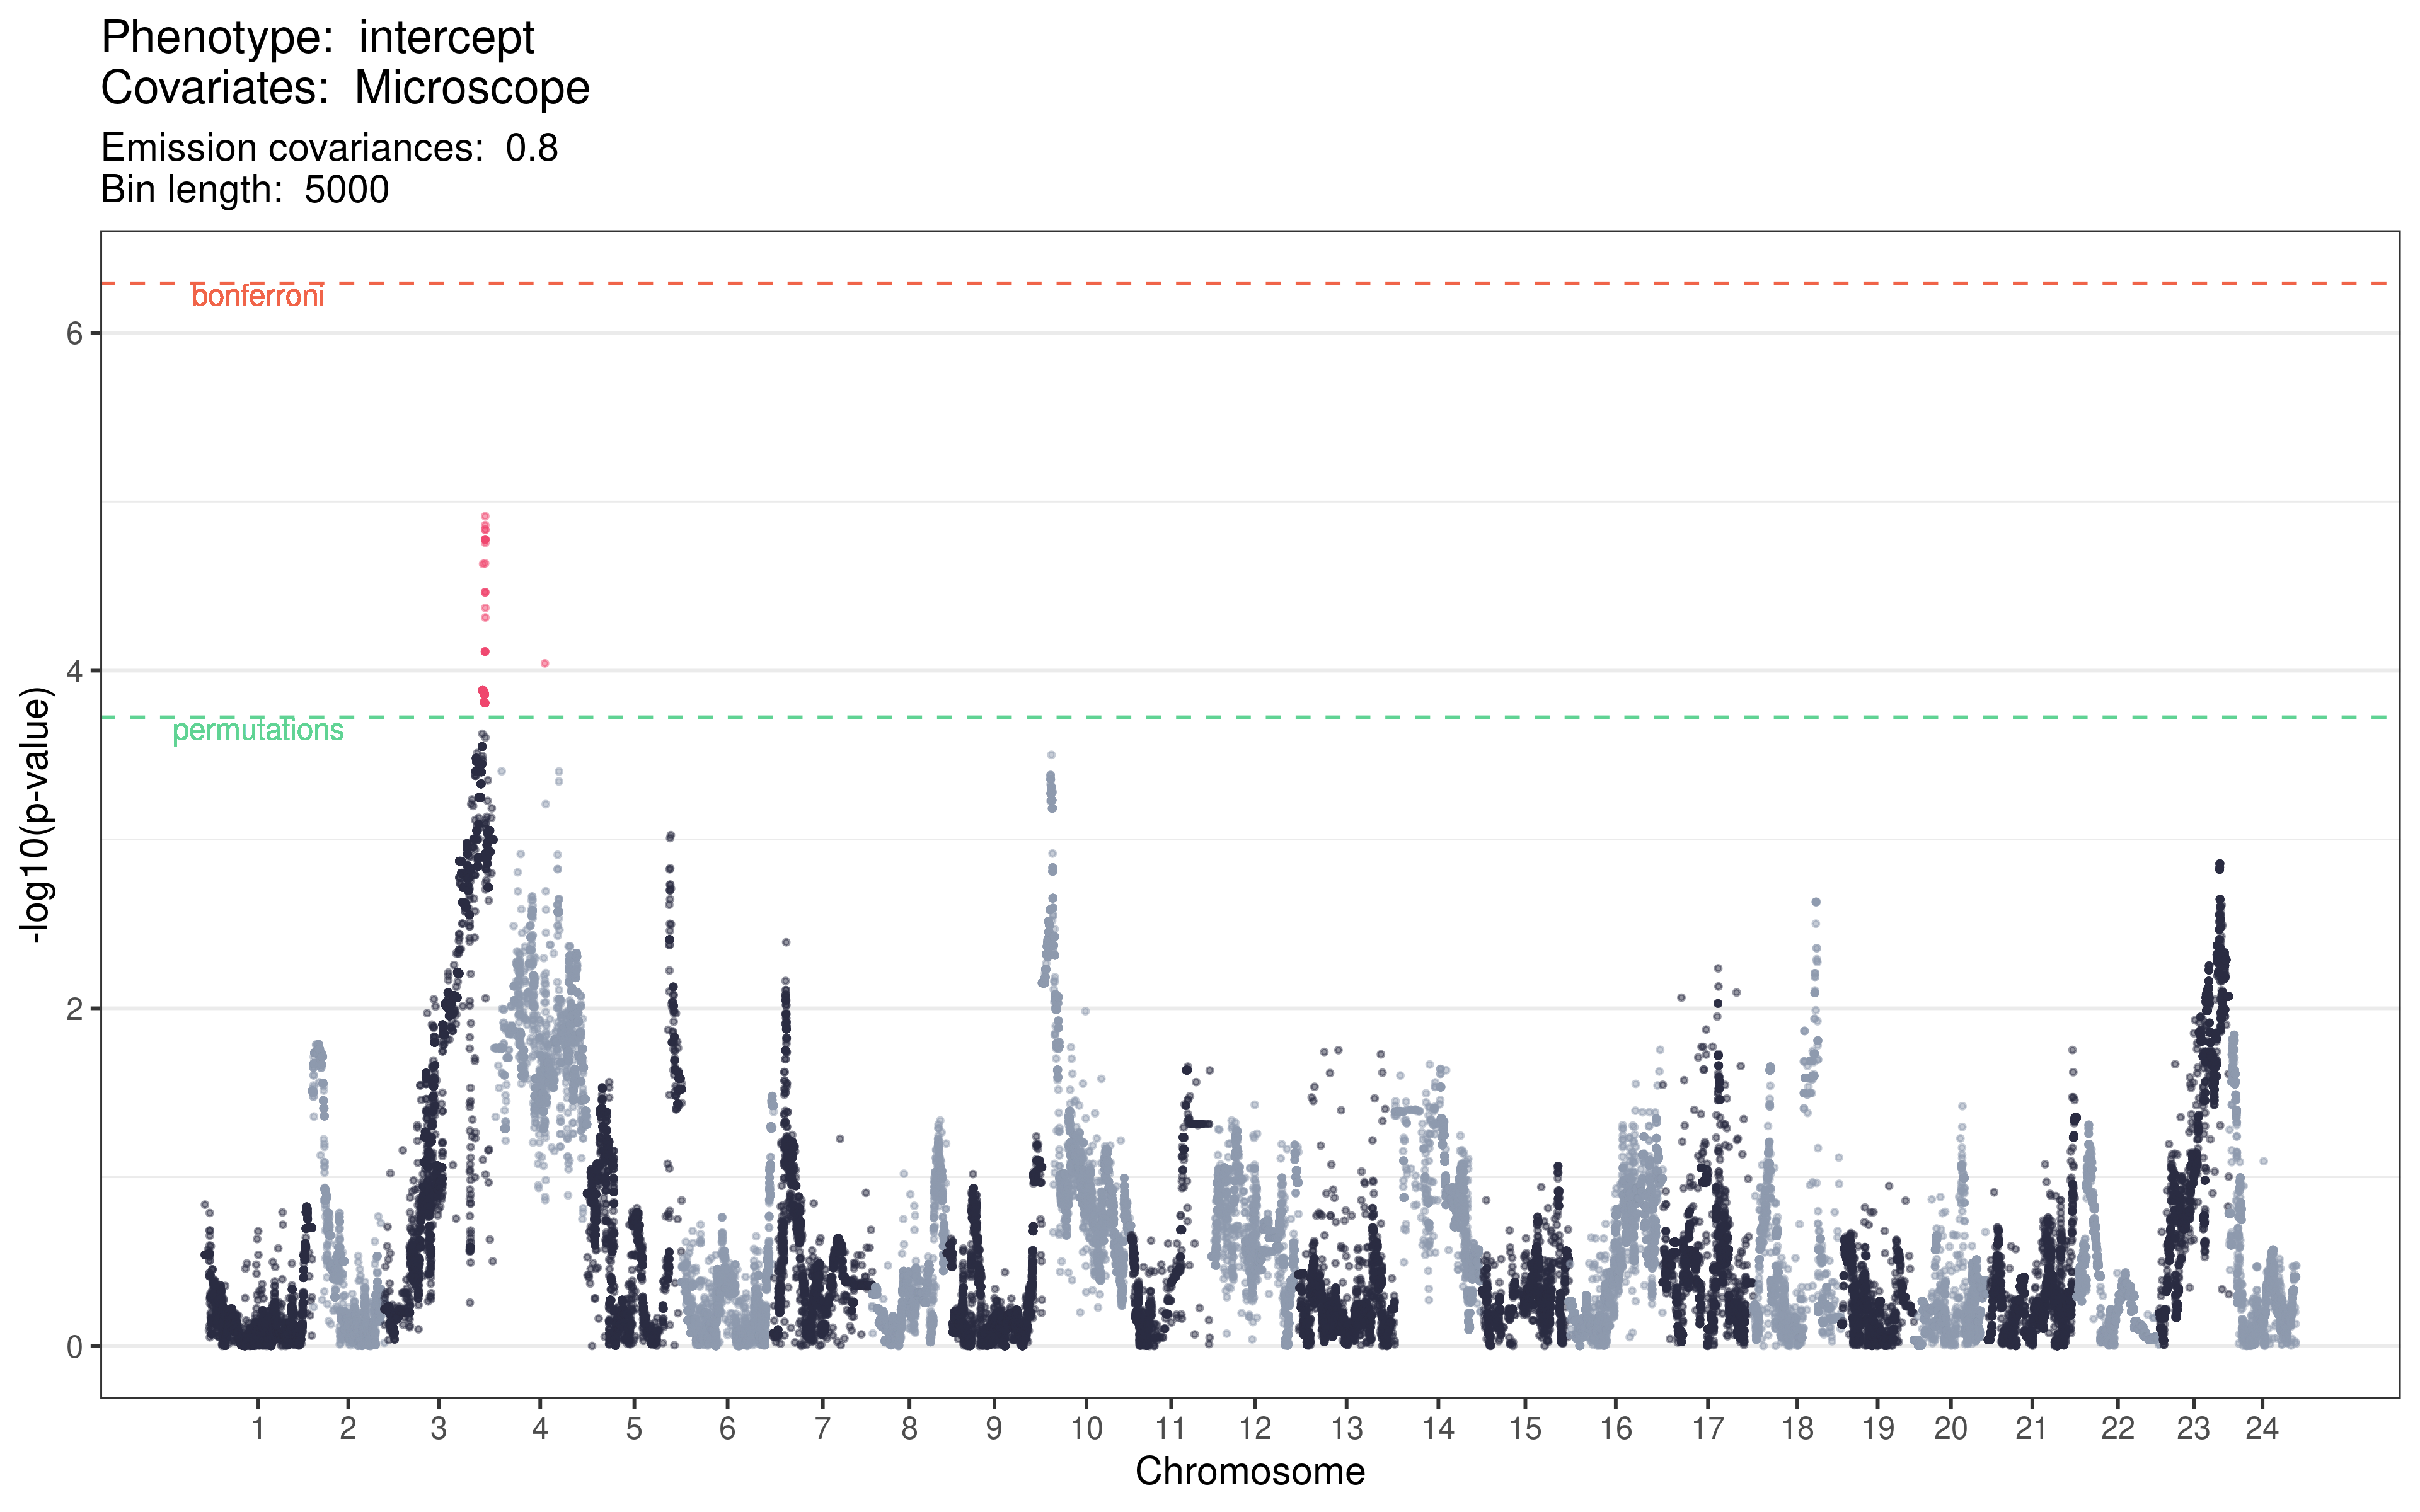 Phenotype: intercept
Covariates: Microscope
Emission covariances: 0.8
Bin length: 5000
bonferroni
6
4
permutations
2
0
-log10(p-value)
1 2 3 4 5 6 7 8 9 10 11 12 13 14 15 16 17 18 19 20 21 22 23 24
Chromosome